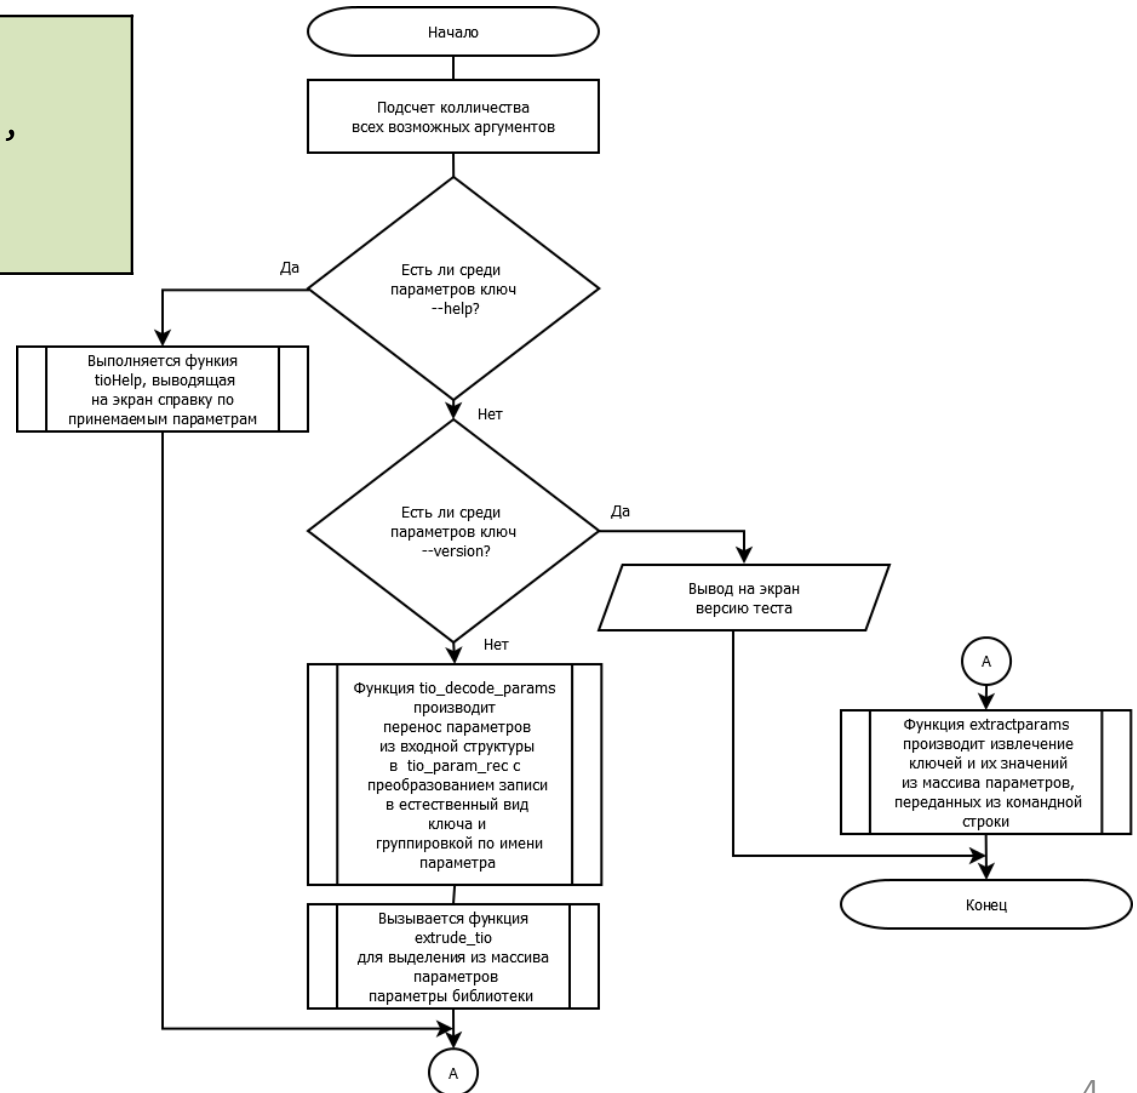 ,
Начало
Подсчет колличества
всех возможных аргументов
Есть ли среди
параметров ключ
--help?
Да
Выполняется функия
tioHelp, выводящая
на экран справку по
принемаемым параметрам
Нет
Есть ли среди
параметров ключ
--version?
Да
Вывод на экран
версию теста
Нет
Функция tio_decode_params
производит
перенос параметров
из входной структуры
в tio_param_rec с
преобразованием записи
в естественный вид
ключа и
группировкой по имени
параметра
Вызывается функция
extrude_tio
для выделения из массива
параметров
параметры библиотеки
А
А
Функция extractparams
производит извлечение
ключей и их значений
из массива параметров,
переданных из командной
строки
Конец
4